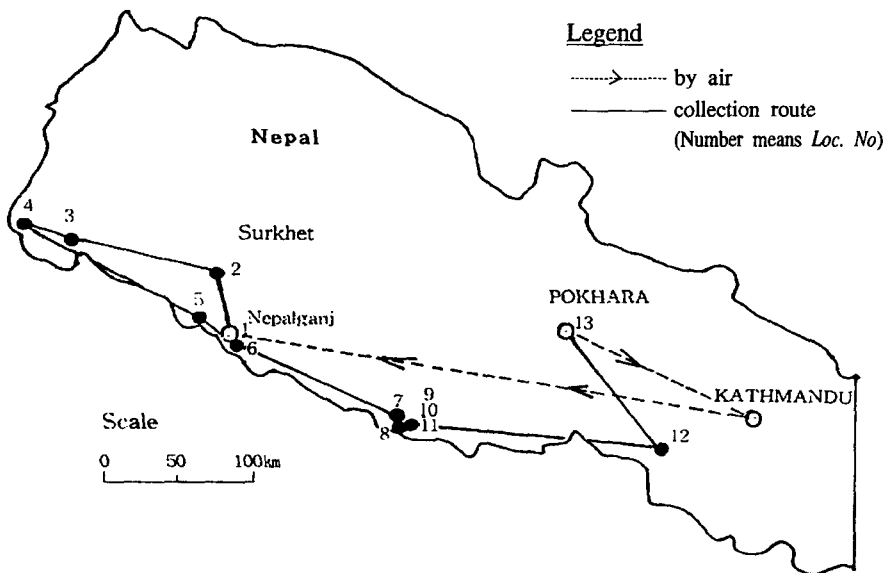 Legend
by air
collection route
(Number means Loc. No)
Nepal
4
3
Surkhet
2
5
1
Nepalganj
6
POKHARA
13
KATHMANDU
7
9
10
8
11
12
Scale
0 50 100km